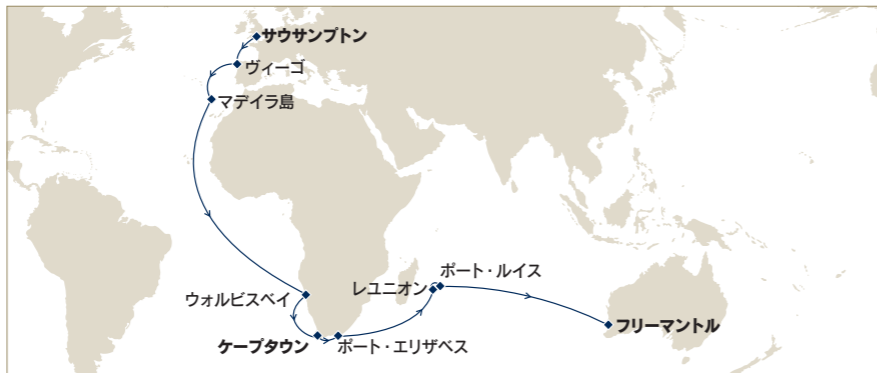 サウサンプトン
ヴィーゴ
マデイラ島
ウォルビスベイ
ケープタウン
ポート・エリザベス
レユニオン
ポート・ルイス
フリーマントル